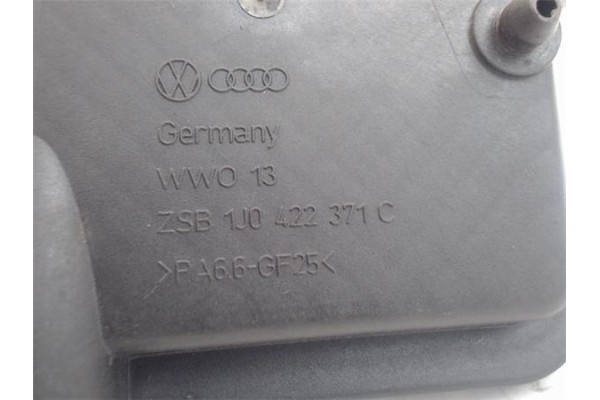 Germany
WWO 13
ZSB 1J0 422 371 C
>PA6.6-GF25<